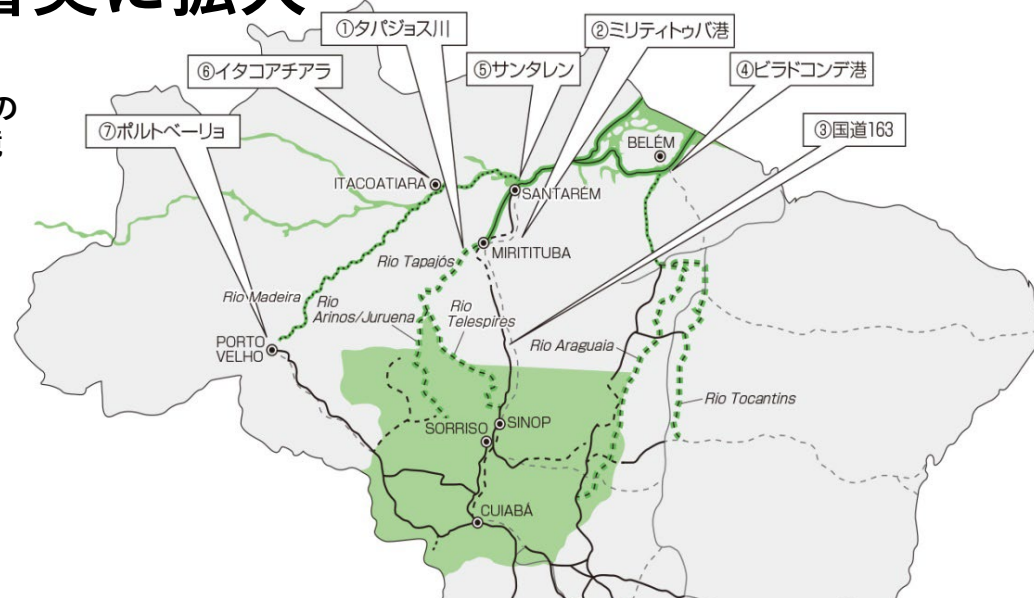 に拡大
の
①タパジョス川
②ミリティトゥバ港
⑥イタコアチアラ
⑤サンタレン
④ビラドコンデ港
⑦ポルトベーリョ
③国道163
BELÉM
ITACOATIARA
SANTARÉM
MIRITITUBA
Rio Tapajós
Rio Madeira
Rio
Arinos/Juruena
Rio
Telespires
PORTO
VELHO
Rio Araguaia
Rio Tocantins
SORRISO
SINOP
CUIABÁ